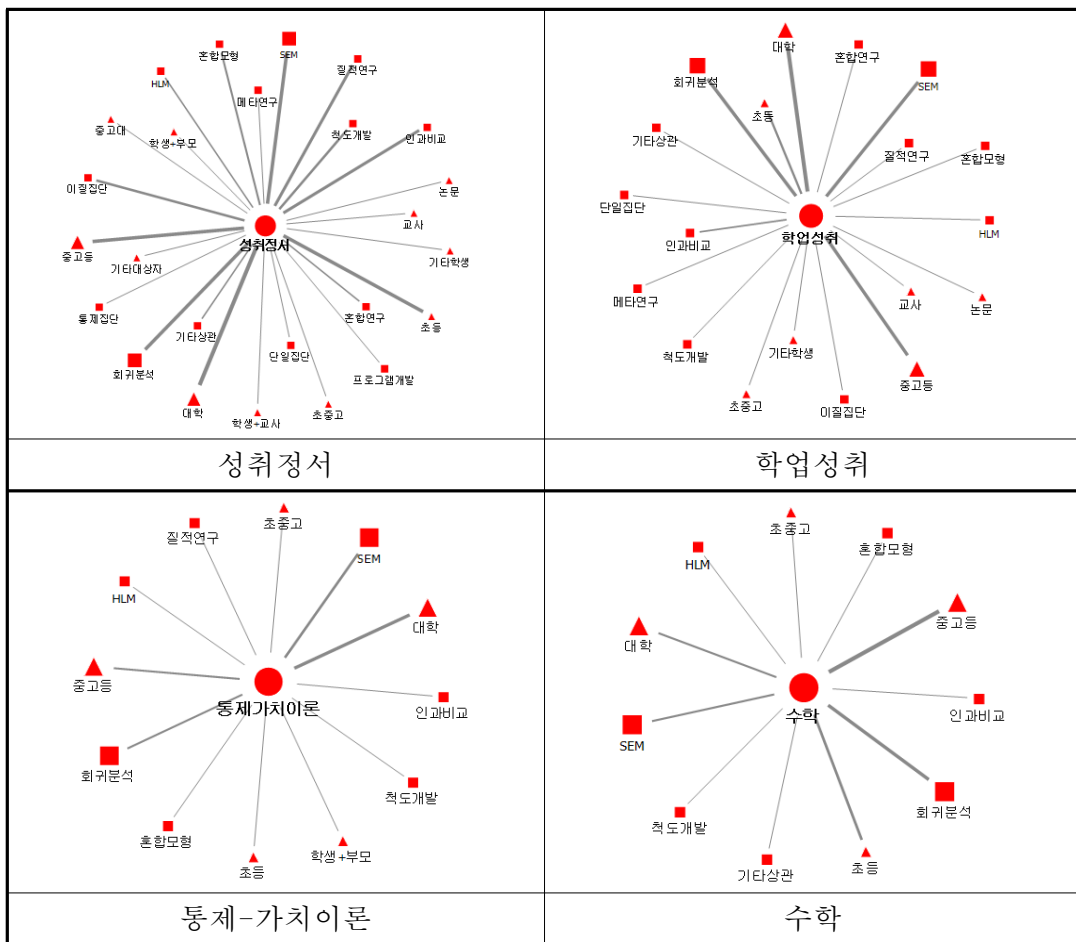 혼합모형
SEM
질적연구
HLM
메타연구
중고대
학생+부모
척도개발
인과비교
이질집단
논문
교사
성취정서
중고등
기타대상자
기타학생
통제집단
기타상관
혼합연구
초등
회귀분석
단일집단
프로그램개발
대학
학생+교사
초중고
대학
혼합연구
회귀분석
SEM
초등
기타상관
질적연구
혼합모형
단일집단
인과비교
학업성취
HLM
메타연구
교사
논문
척도개발
기타학생
중고등
초중고
이질집단
성취정서
학업성취
초중고
질적연구
SEM
HLM
대학
중고등
통제가치이론
인과비교
회귀분석
척도개발
혼합모형
초등
학생+부모
초중고
혼합모형
HLM
중고등
대학
수학
인과비교
SEM
회귀분석
척도개발
기타상관
초등
통제-가치이론
수학